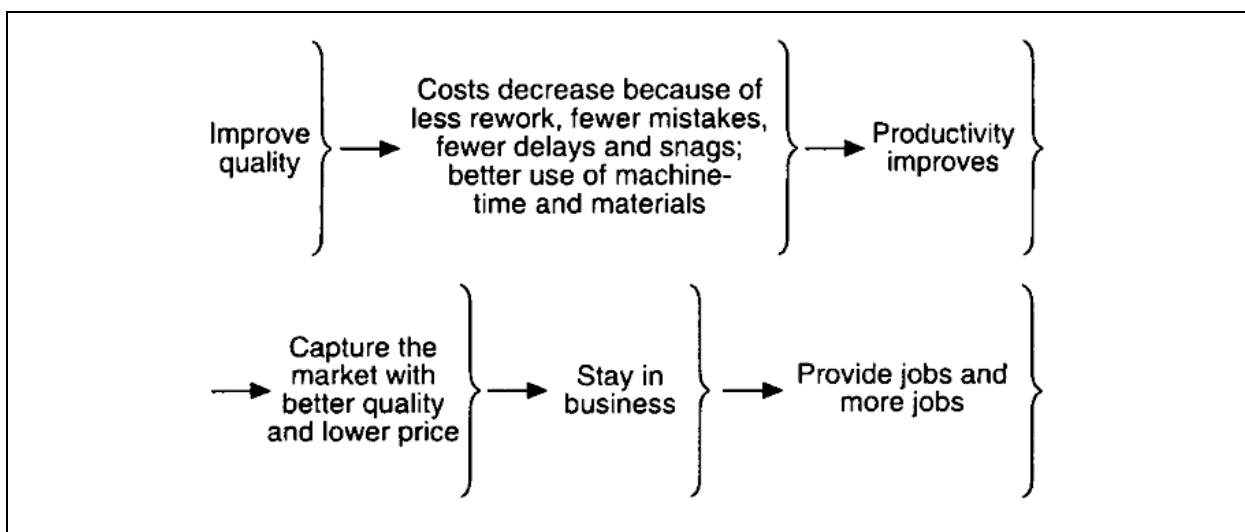 Improve
quality
Costs decrease because of
less rework, fewer mistakes,
fewer delays and snags;
better use of machine-
time and materials
Productivity
improves
Capture the
market with
better quality
and lower price
Stay in
business
Provide jobs and
more jobs